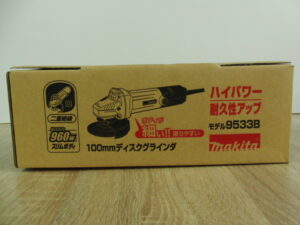 二重絶縁
960W
スリムボディ
細い!!
握りやすい
100mmディスクグラインダ
ハイパワー
耐久性アップ
モデル9533B
makita